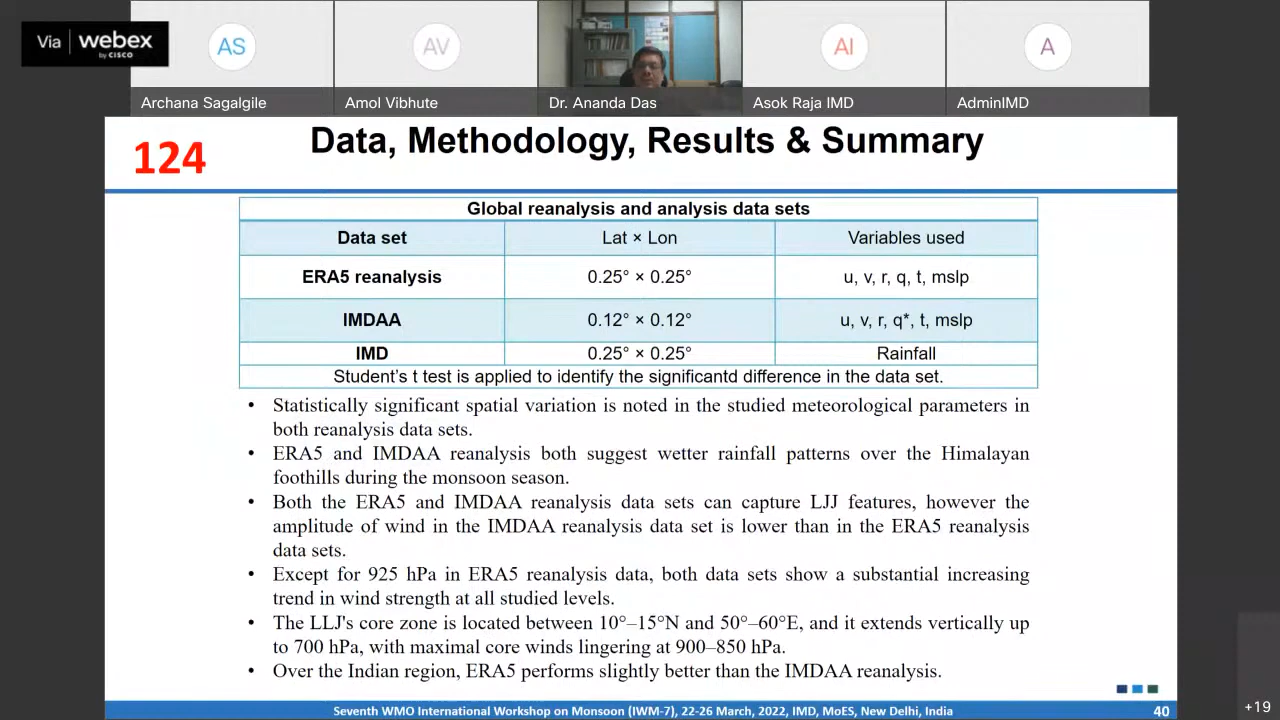 Via webex
by CISCO
AS
AV
AI
A
Archana Sagalgile
Amol Vibhute
Dr. Ananda Das
Asok Raja IMD
AdminIMD
124
Data, Methodology, Results & Summary
Global reanalysis and analysis data sets
Data set Lat × Lon Variables used
ERA5 reanalysis 0.25° × 0.25° u, v, r, q, t, mslp
IMDAA 0.12° × 0.12° u, v, r, q*, t, mslp
IMD 0.25° × 0.25° Rainfall
Student's t test is applied to identify the significantd difference in the data set.
• Statistically significant spatial variation is noted in the studied meteorological parameters in
both reanalysis data sets.
• ERA5 and IMDAA reanalysis both suggest wetter rainfall patterns over the Himalayan
foothills during the monsoon season.
• Both the ERA5 and IMDAA reanalysis data sets can capture LJJ features, however the
amplitude of wind in the IMDAA reanalysis data set is lower than in the ERA5 reanalysis
data sets.
• Except for 925 hPa in ERA5 reanalysis data, both data sets show a substantial increasing
trend in wind strength at all studied levels.
• The LLJ's core zone is located between 10°–15°N and 50°–60°E, and it extends vertically up
to 700 hPa, with maximal core winds lingering at 900–850 hPa.
• Over the Indian region, ERA5 performs slightly better than the IMDAA reanalysis.
Seventh WMO International Workshop on Monsoon (IWM-7), 22-26 March, 2022, IMD, MoES, New Delhi, India
40
+19